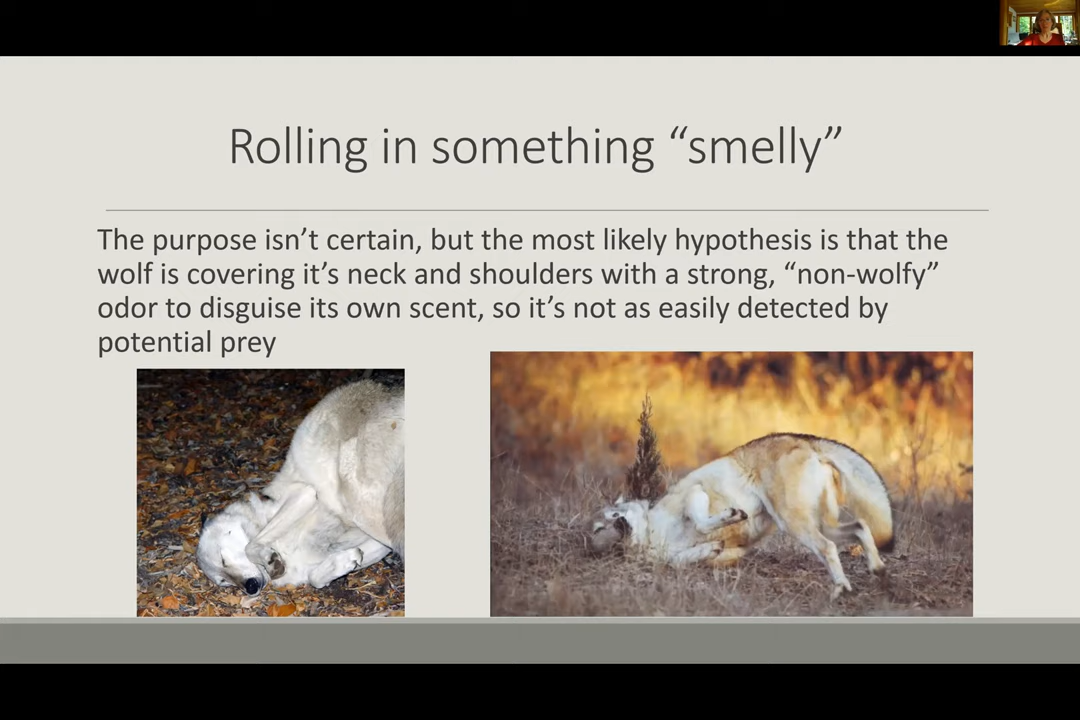 Rolling in something “smelly”
The purpose isn’t certain, but the most likely hypothesis is that the
wolf is covering it’s neck and shoulders with a strong, “non-wolfy”
odor to disguise its own scent, so it’s not as easily detected by
potential prey